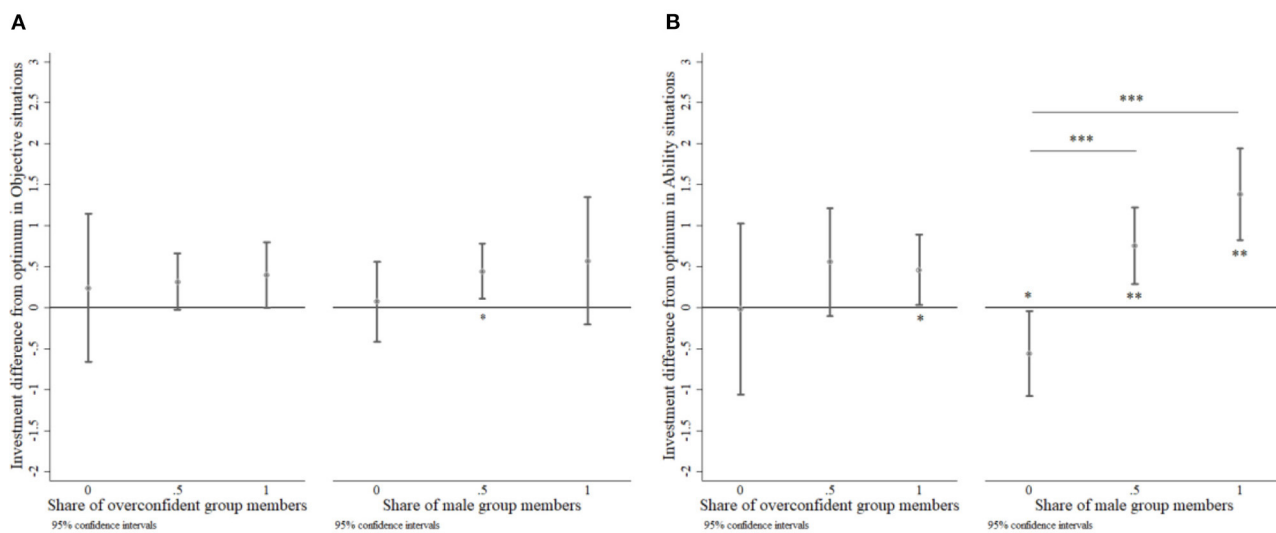 A
Investment difference from optimum in Objective situations
3
2.5
2
1.5
1
.5
0
-.5
-1
-1.5
-2
0 .5 1
Share of overconfident group members
95% confidence intervals
*
0 .5 1
Share of male group members
95% confidence intervals
B
Investment difference from optimum in Ability situations
3
2.5
2
1.5
1
.5
0
-.5
-1
-1.5
-2
*
0 .5 1
Share of overconfident group members
95% confidence intervals
***
***
**
*
**
0 .5 1
Share of male group members
95% confidence intervals